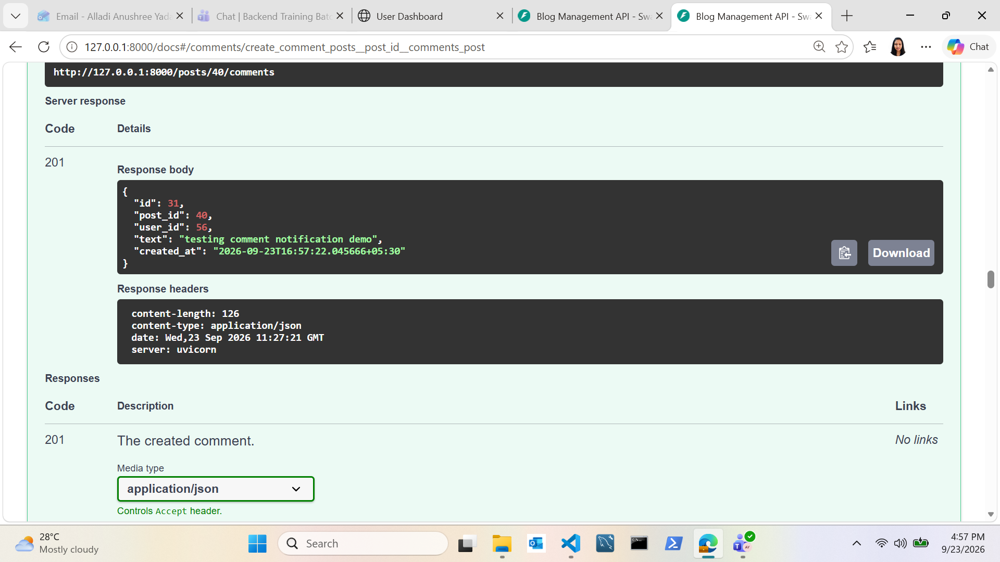 Email - Alladi Anushree Yada
Chat | Backend Training Batc
User Dashboard
Blog Management API - Swa
Blog Management API - Swa
127.0.0.1:8000/docs#/comments/create_comment_posts__post_id__comments_post
Chat
http://127.0.0.1:8000/posts/40/comments
Server response
Code Details
201
Response body
{
"id": 31,
"post_id": 40,
"user_id": 56,
"text": "testing comment notification demo",
"created_at": "2026-09-23T16:57:22.045666+05:30"
}
Download
Response headers
content-length: 126
content-type: application/json
date: Wed,23 Sep 2026 11:27:21 GMT
server: uvicorn
Responses
Code Description Links
201 The created comment. No links
Media type
application/json
Controls Accept header.
28°C
Mostly cloudy
Search
AY
4:57 PM
9/23/2026